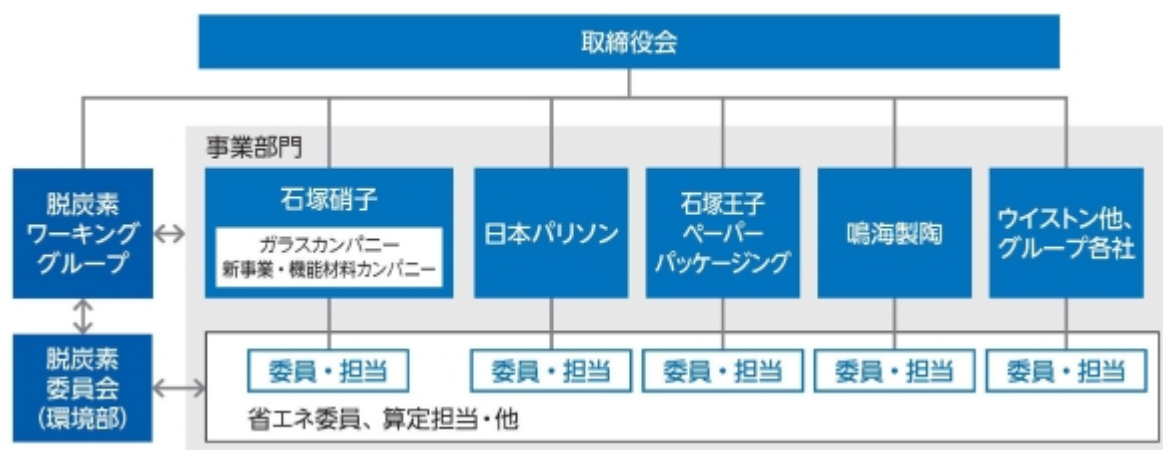 取締役会
事業部門
脱炭素
ワーキング
グループ
石塚硝子
ガラスカンパニー
新事業・機能材料カンパニー
日本パリソン
石塚王子
ペーパー
パッケージング
鳴海製陶
ウイストン他、
グループ各社
脱炭素
委員会
(環境部)
委員・担当
委員・担当
委員・担当
委員・担当
委員・担当
省エネ委員、算定担当・他